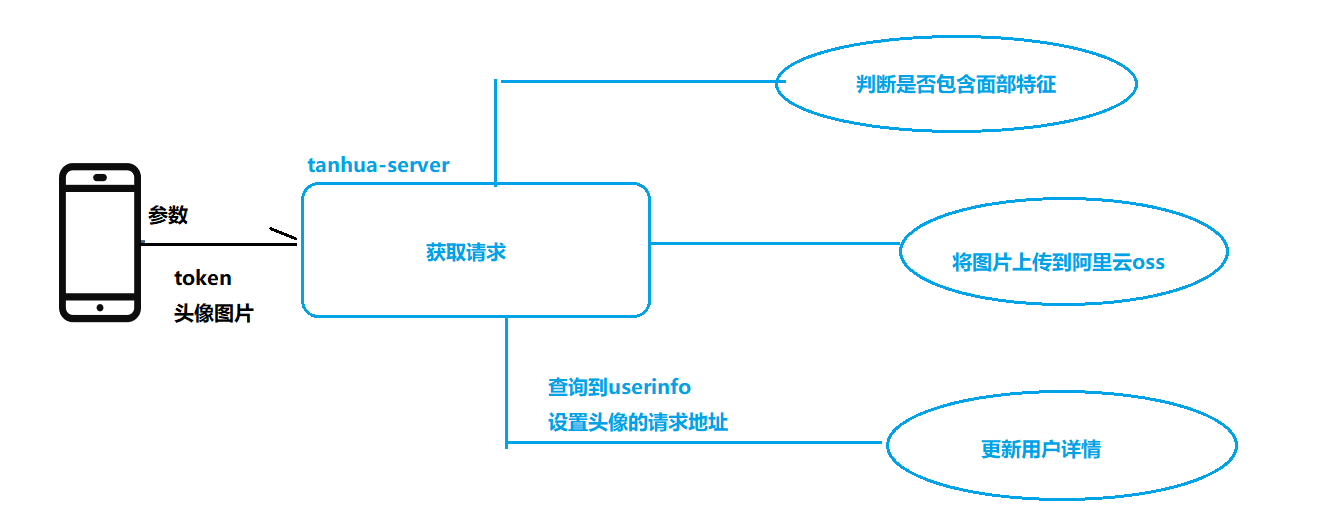 判断是否包含面部特征
tanhua-server
参数
获取请求
将图片上传到阿里云oss
token
头像图片
查询到userinfo
设置头像的请求地址
更新用户详情